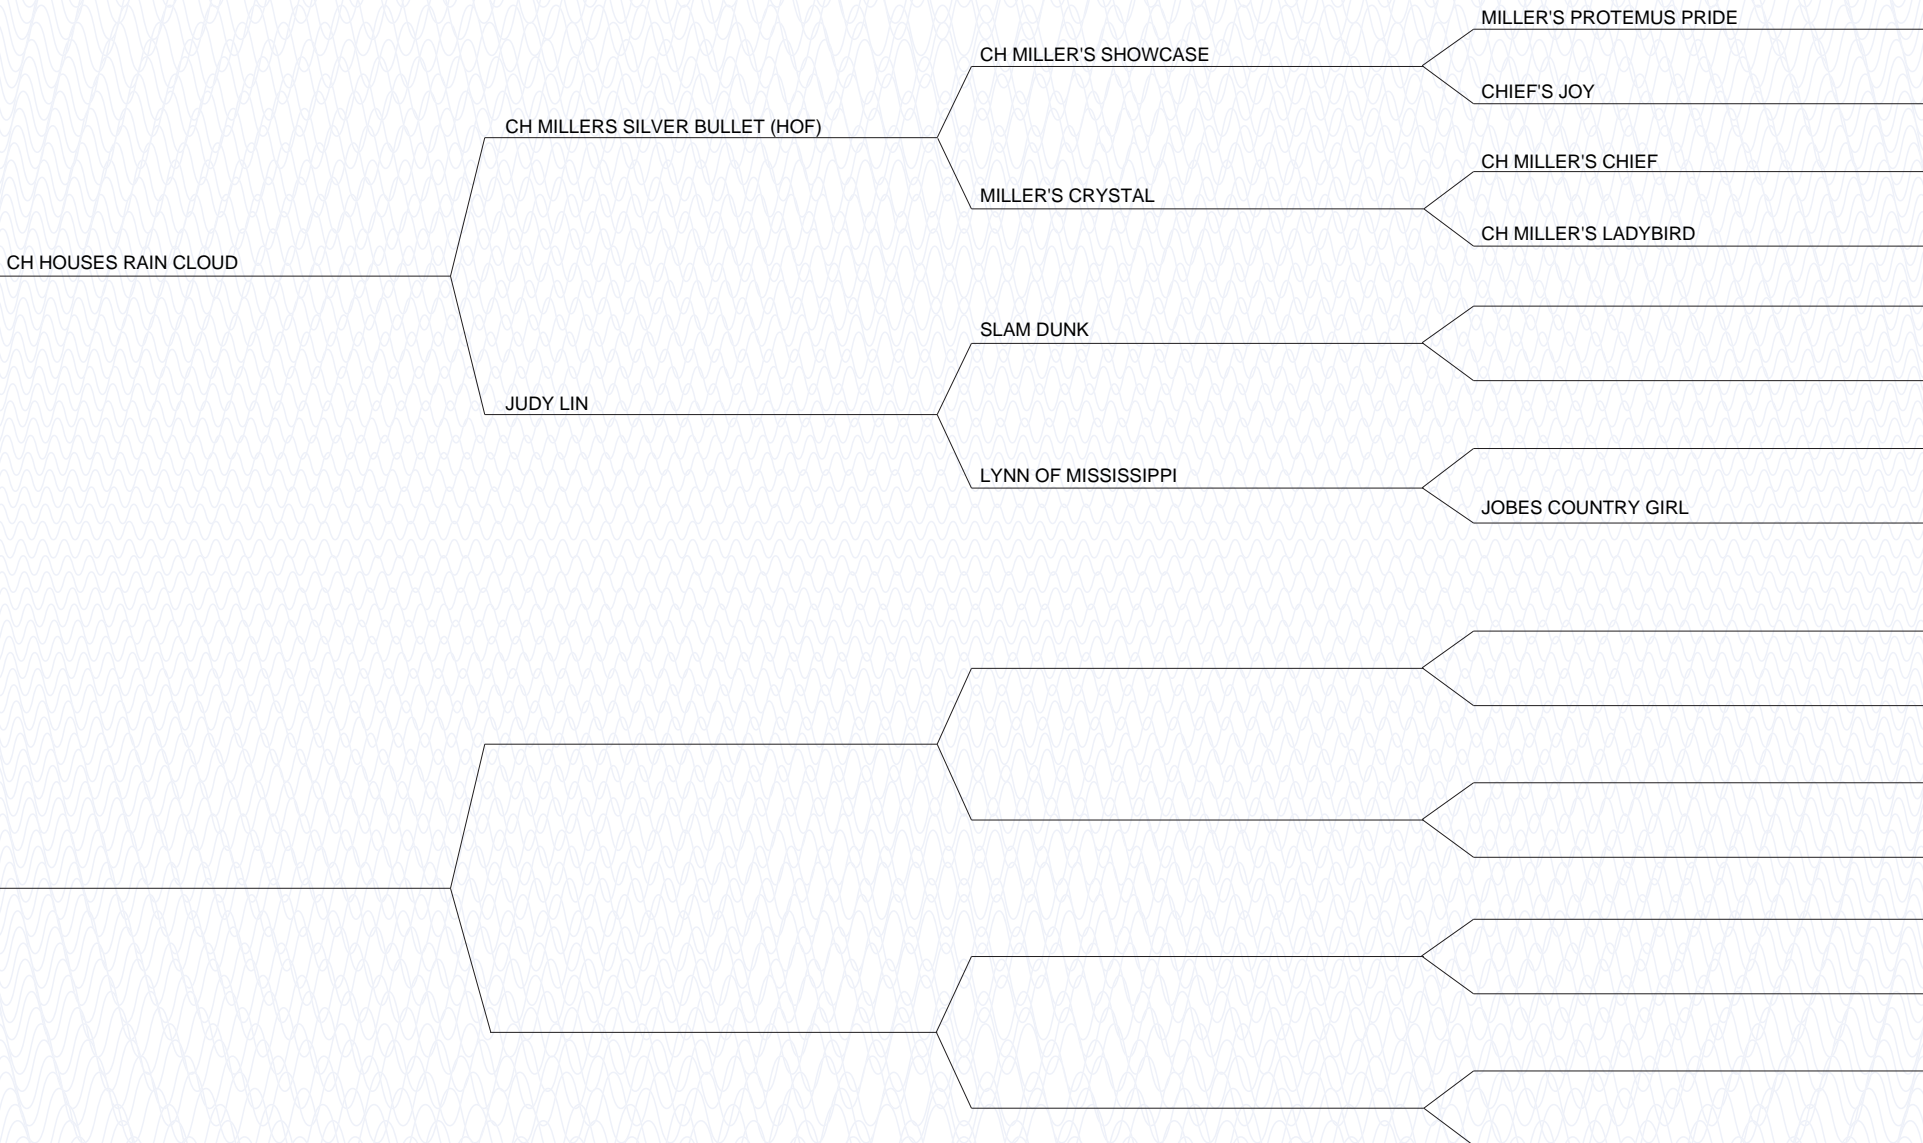 MILLER'S PROTEMUS PRIDE
CH MILLER'S SHOWCASE
CHIEF'S JOY
CH MILLERS SILVER BULLET (HOF)
CH MILLER'S CHIEF
MILLER'S CRYSTAL
CH MILLER'S LADYBIRD
CH HOUSES RAIN CLOUD
SLAM DUNK
JUDY LIN
LYNN OF MISSISSIPPI
JOBES COUNTRY GIRL